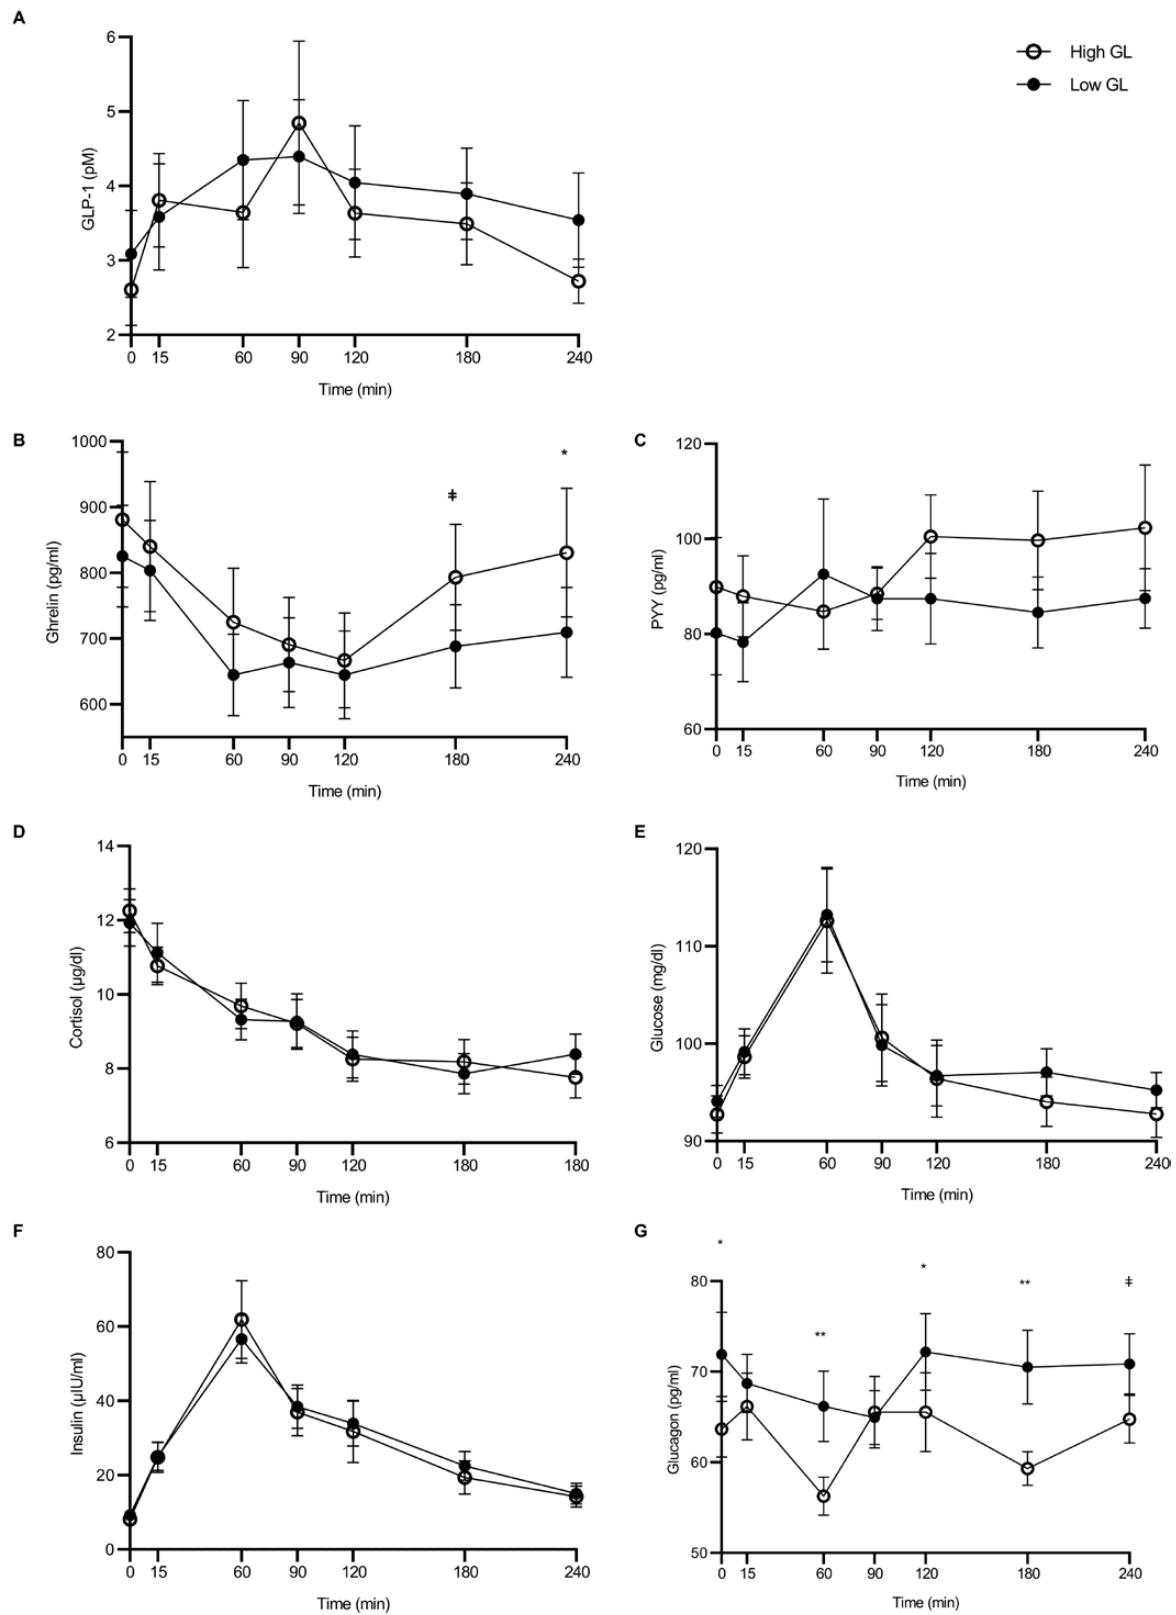 A
High GL
Low GL
6
5
4
3
2
GLP-1 (pM)
0 15 60 90 120 180 240
Time (min)
B
1000
900
800
700
600
Ghrelin (pg/ml)
ǂ
*
0 15 60 90 120 180 240
Time (min)
C
120
100
80
60
PYY (pg/ml)
0 15 60 90 120 180 240
Time (min)
D
14
12
10
8
6
Cortisol (µg/dl)
0 15 60 90 120 180 180
Time (min)
E
120
110
100
90
Glucose (mg/dl)
0 15 60 90 120 180 240
Time (min)
F
80
60
40
20
0
Insulin (µIU/ml)
0 15 60 90 120 180 240
Time (min)
G
*
**
*
**
ǂ
80
70
60
50
Glucagon (pg/ml)
0 15 60 90 120 180 240
Time (min)